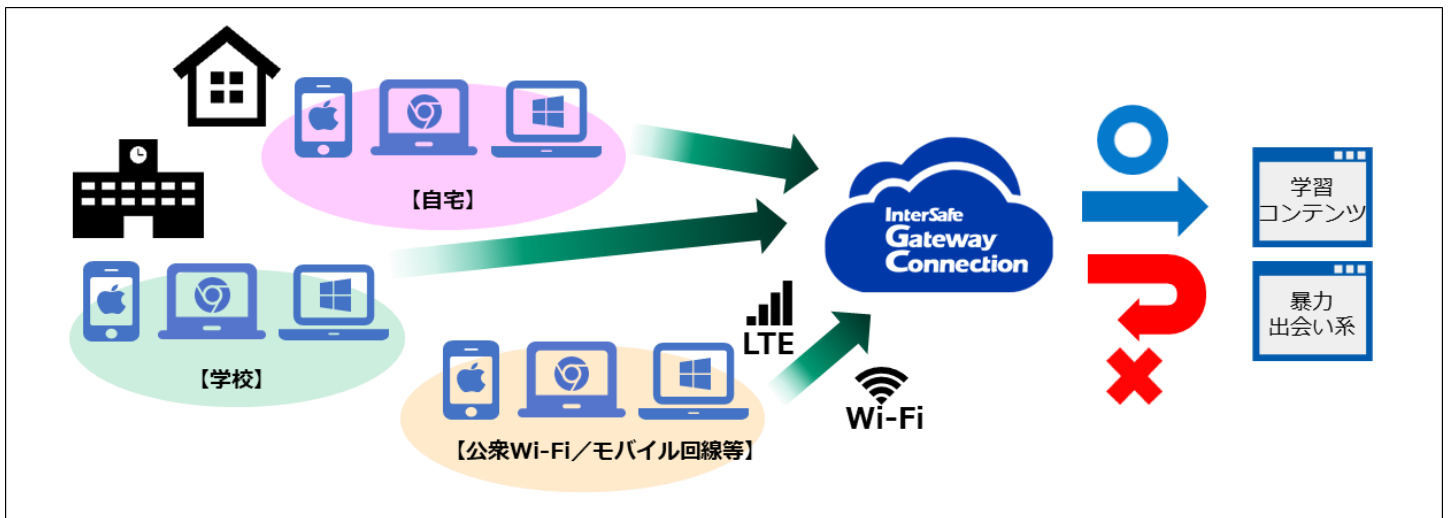 【自宅】
【学校】
【公衆Wi-Fi／モバイル回線等】
LTE
Wi-Fi
InterSafe
Gateway
Connection
学習
コンテンツ
暴力
出会い系